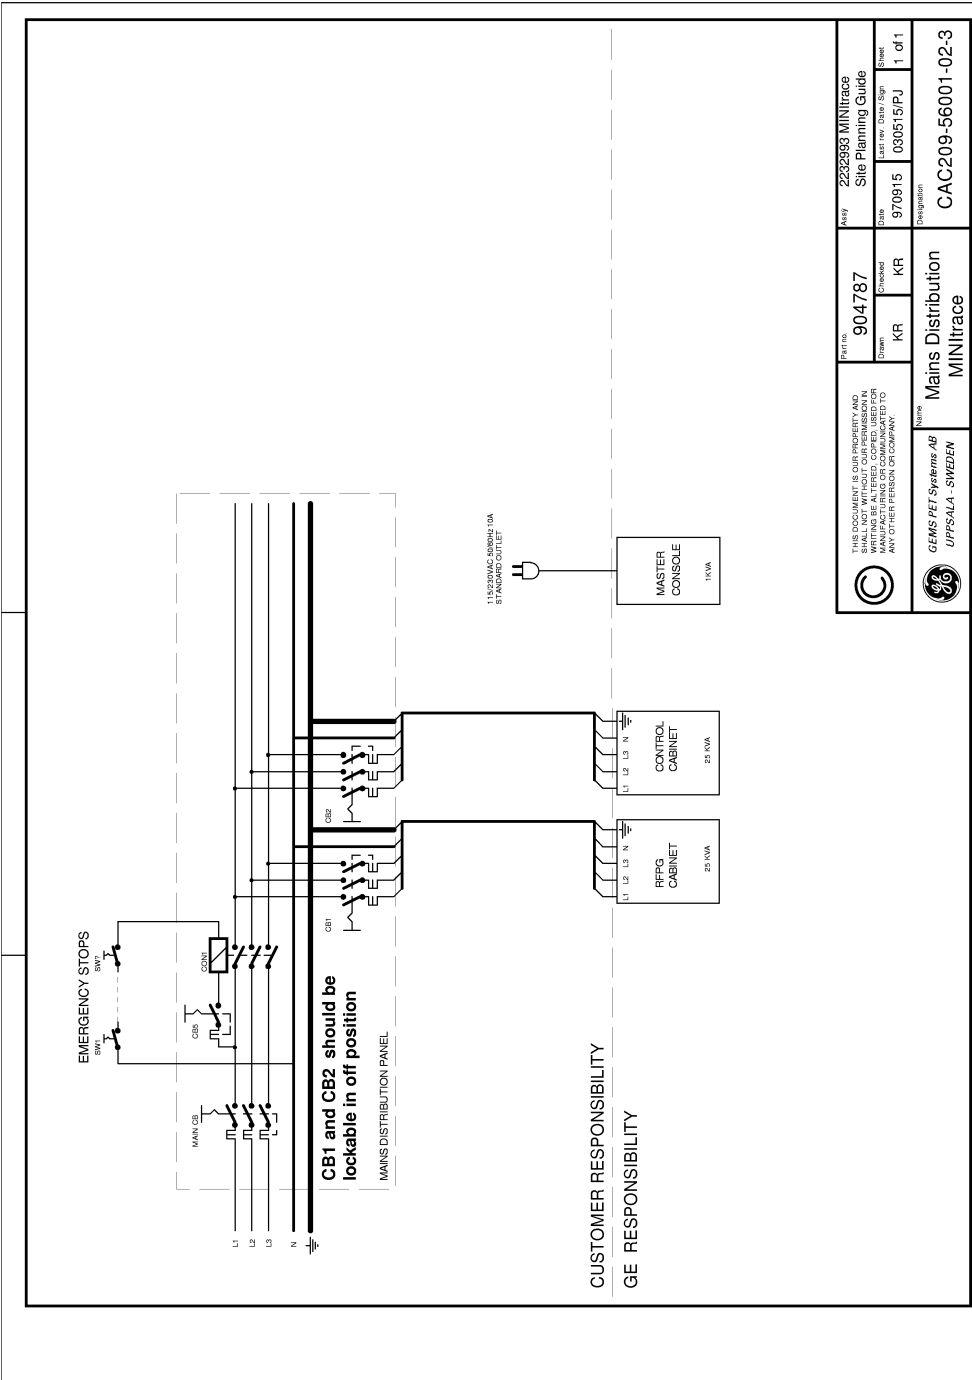 EMERGENCY STOPS
SW1
SW?
MAIN CB
CB5
CON1
L1
L2
L3
N
CB1 and CB2 should be
lockable in off position
MAINS DISTRIBUTION PANEL
CB1
CB2
115/230VAC 50/60Hz 10A
STANDARD OUTLET
CUSTOMER RESPONSIBILITY
GE RESPONSIBILITY
L1
L2
L3
N
RFPG
CABINET
25 KVA
L1
L2
L3
N
CONTROL
CABINET
25 KVA
MASTER
CONSOLE
1KVA
C
THIS DOCUMENT IS OUR PROPERTY AND
SHALL NOT WITHOUT OUR PERMISSION IN
WRITING BE ALTERED, COPIED, USED FOR
MANUFACTURING OR COMMUNICATED TO
ANY OTHER PERSON OR COMPANY.
Part no.
904787
Assy
2232993 MINItrace
Site Planning Guide
Drawn
KR
Checked
KR
Date
970915
Last rev. Date / Sign
030515/PJ
Sheet
1 of 1
GE
GEMS PET Systems AB
UPPSALA - SWEDEN
Name
Mains Distribution
MINItrace
Designation
CAC209-56001-02-3